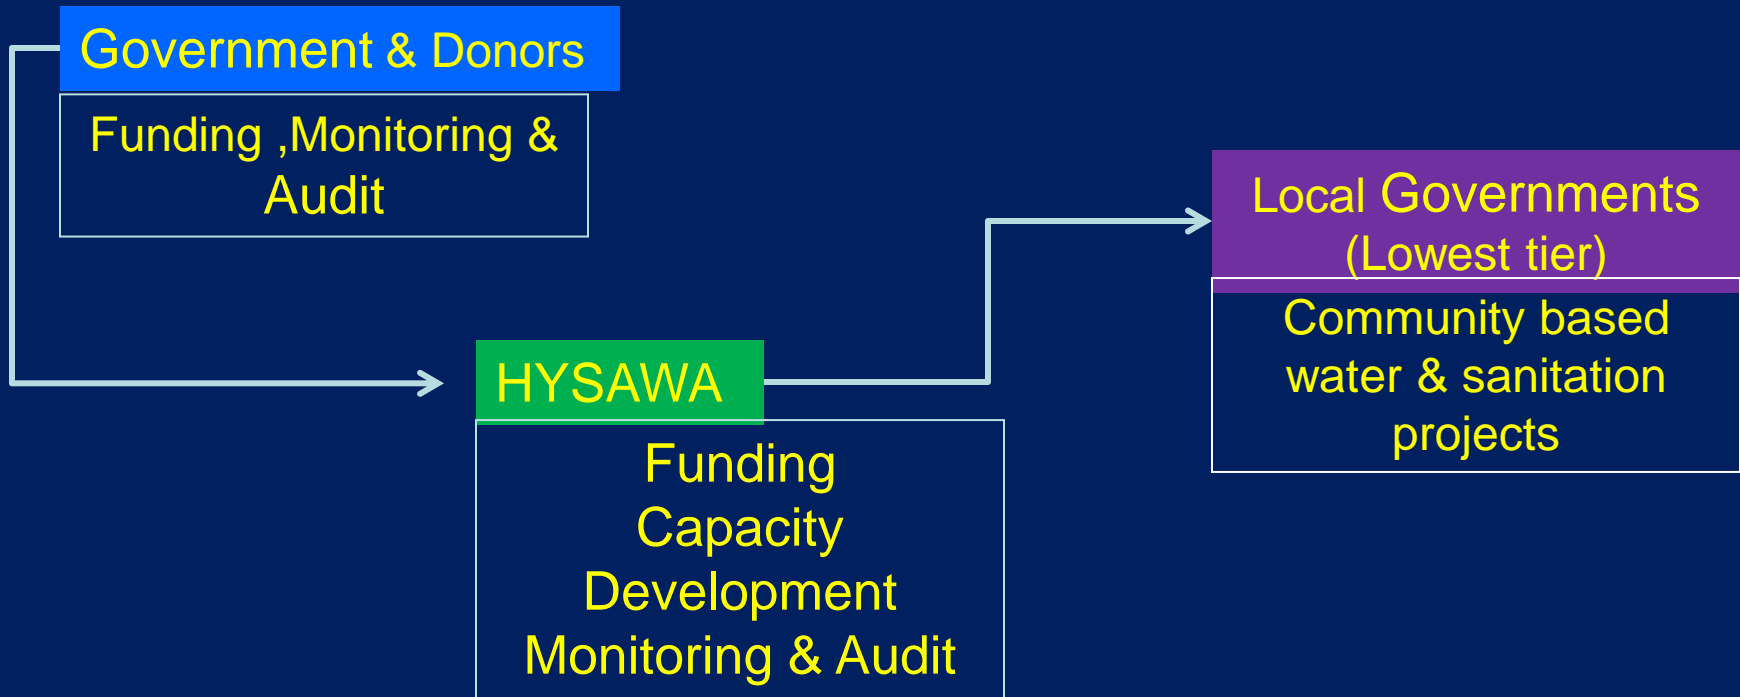 Government & Donors
Funding ,Monitoring &
Audit
HYSAWA
Funding
Capacity
Development
Monitoring & Audit
Local Governments
(Lowest tier)
Community based
water & sanitation
projects